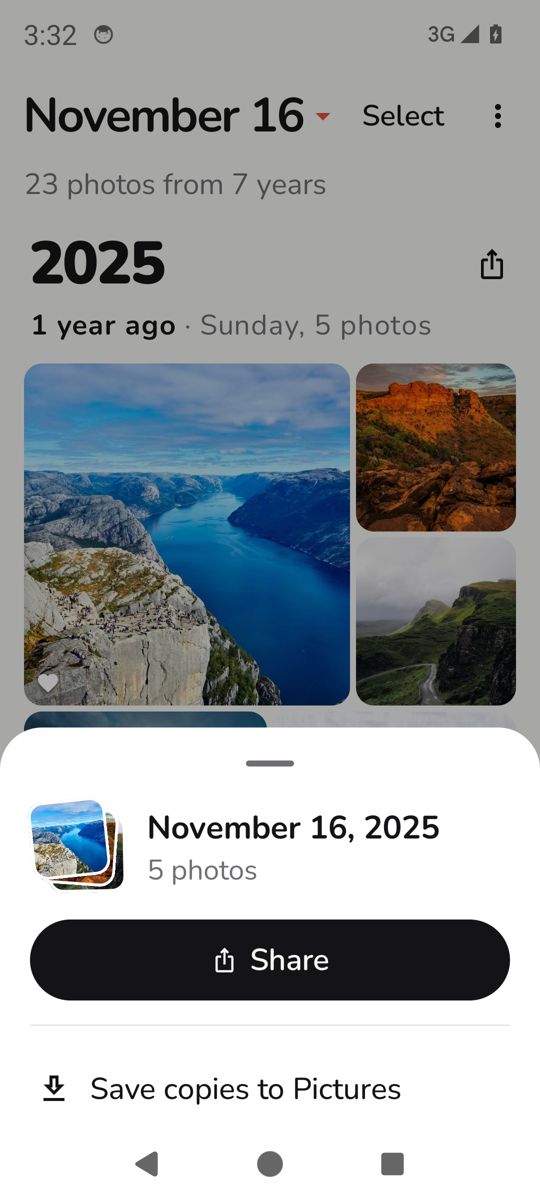 3:32
3G
November 16
Select
23 photos from 7 years
2025
1 year ago · Sunday, 5 photos
November 16, 2025
5 photos
Share
Save copies to Pictures